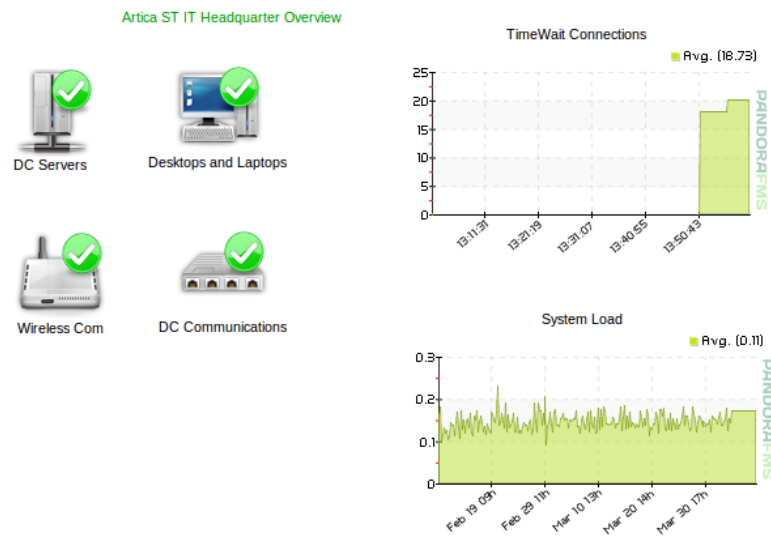 Artica ST IT Headquarter Overview
DC Servers
Desktops and Laptops
Wireless Com
DC Communications
TimeWait Connections
Avg. (18.73)
25
20
15
10
5
0
13:11:31
13:21:19
13:31:07
13:40:55
13:50:43
PANDORAFMS
System Load
Avg. (0.11)
0.3
0.2
0.1
0
Feb 19 09h
Feb 29 11h
Mar 10 13h
Mar 20 14h
Mar 30 17h
PANDORAFMS